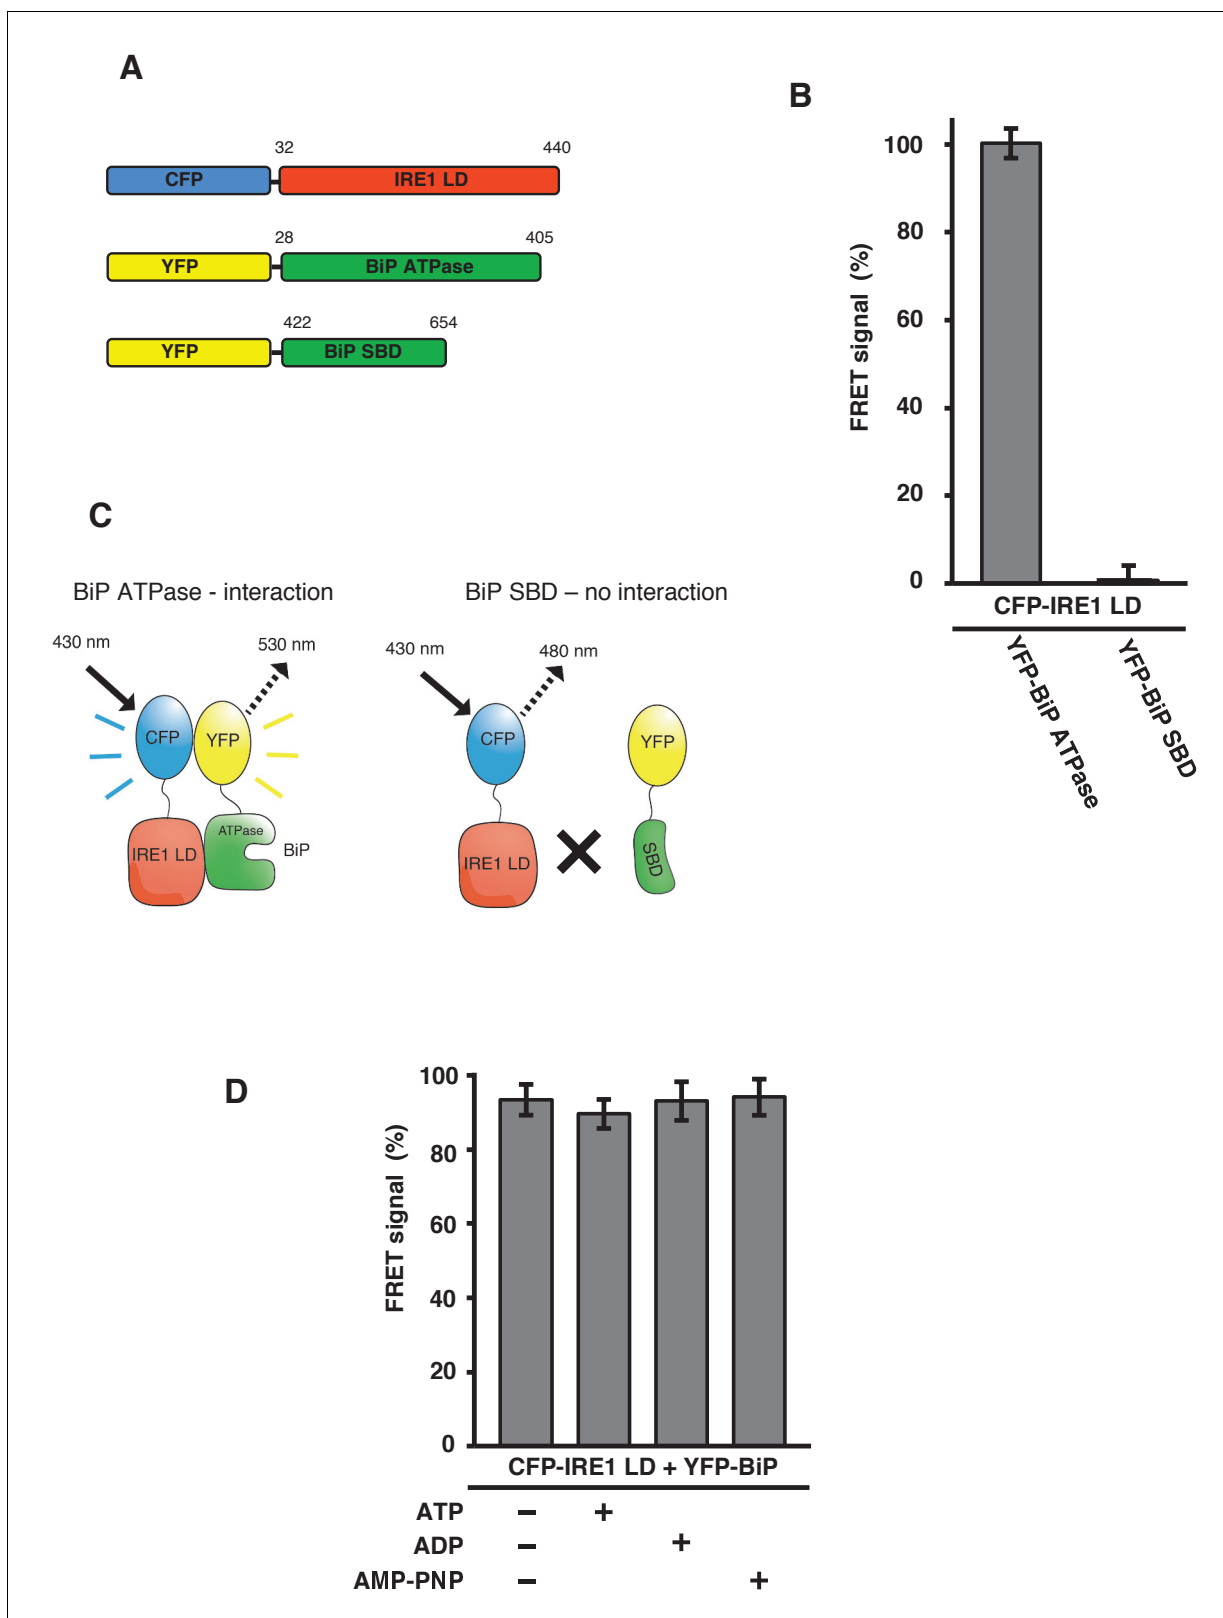 A
32 440
CFP IRE1 LD
28 405
YFP BiP ATPase
422 654
YFP BiP SBD
B
FRET signal (%)
100
80
60
40
20
0
CFP-IRE1 LD
YFP-BiP ATPase
YFP-BiP SBD
C
BiP ATPase - interaction
430 nm 530 nm
CFP YFP
ATPase
IRE1 LD BiP
BiP SBD – no interaction
430 nm 480 nm
CFP YFP
IRE1 LD SBD
D
FRET signal (%)
100
80
60
40
20
0
CFP-IRE1 LD + YFP-BiP
ATP – +
ADP – +
AMP-PNP – +